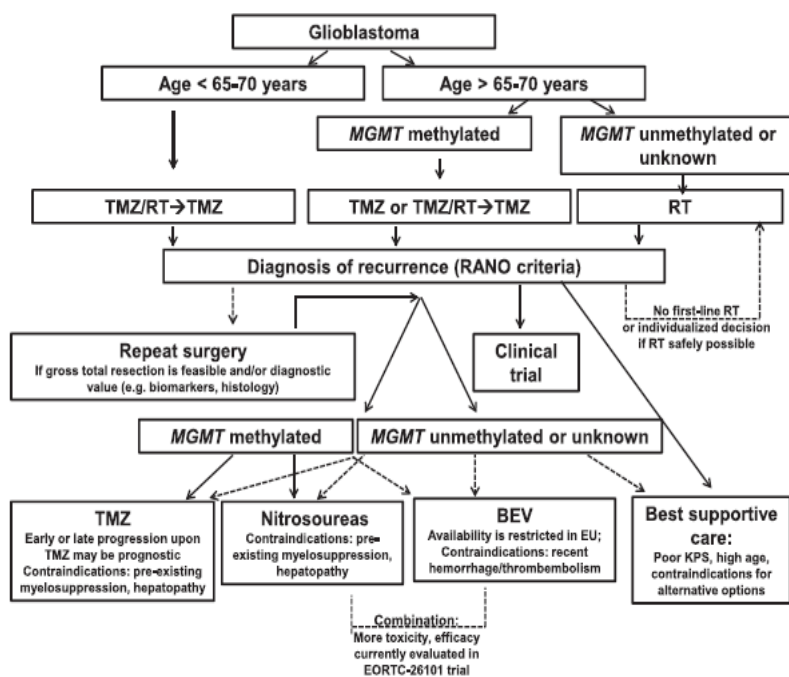 Glioblastoma
Age < 65-70 years
Age > 65-70 years
MGMT methylated
MGMT unmethylated or
unknown
TMZ/RT→TMZ
TMZ or TMZ/RT→TMZ
RT
Diagnosis of recurrence (RANO criteria)
No first-line RT
or individualized decision
if RT safely possible
Repeat surgery
If gross total resection is feasible and/or diagnostic
value (e.g. biomarkers, histology)
Clinical
trial
MGMT methylated
MGMT unmethylated or unknown
TMZ
Early or late progression upon
TMZ may be prognostic
Contraindications: pre-existing
myelosuppression, hepatopathy
Nitrosoureas
Contraindications: pre-
existing myelosuppression,
hepatopathy
BEV
Availability is restricted in EU;
Contraindications: recent
hemorrhage/thrombembolism
Best supportive
care:
Poor KPS, high age,
contraindications for
alternative options
Combination:
More toxicity, efficacy
currently evaluated in
EORTC-26101 trial